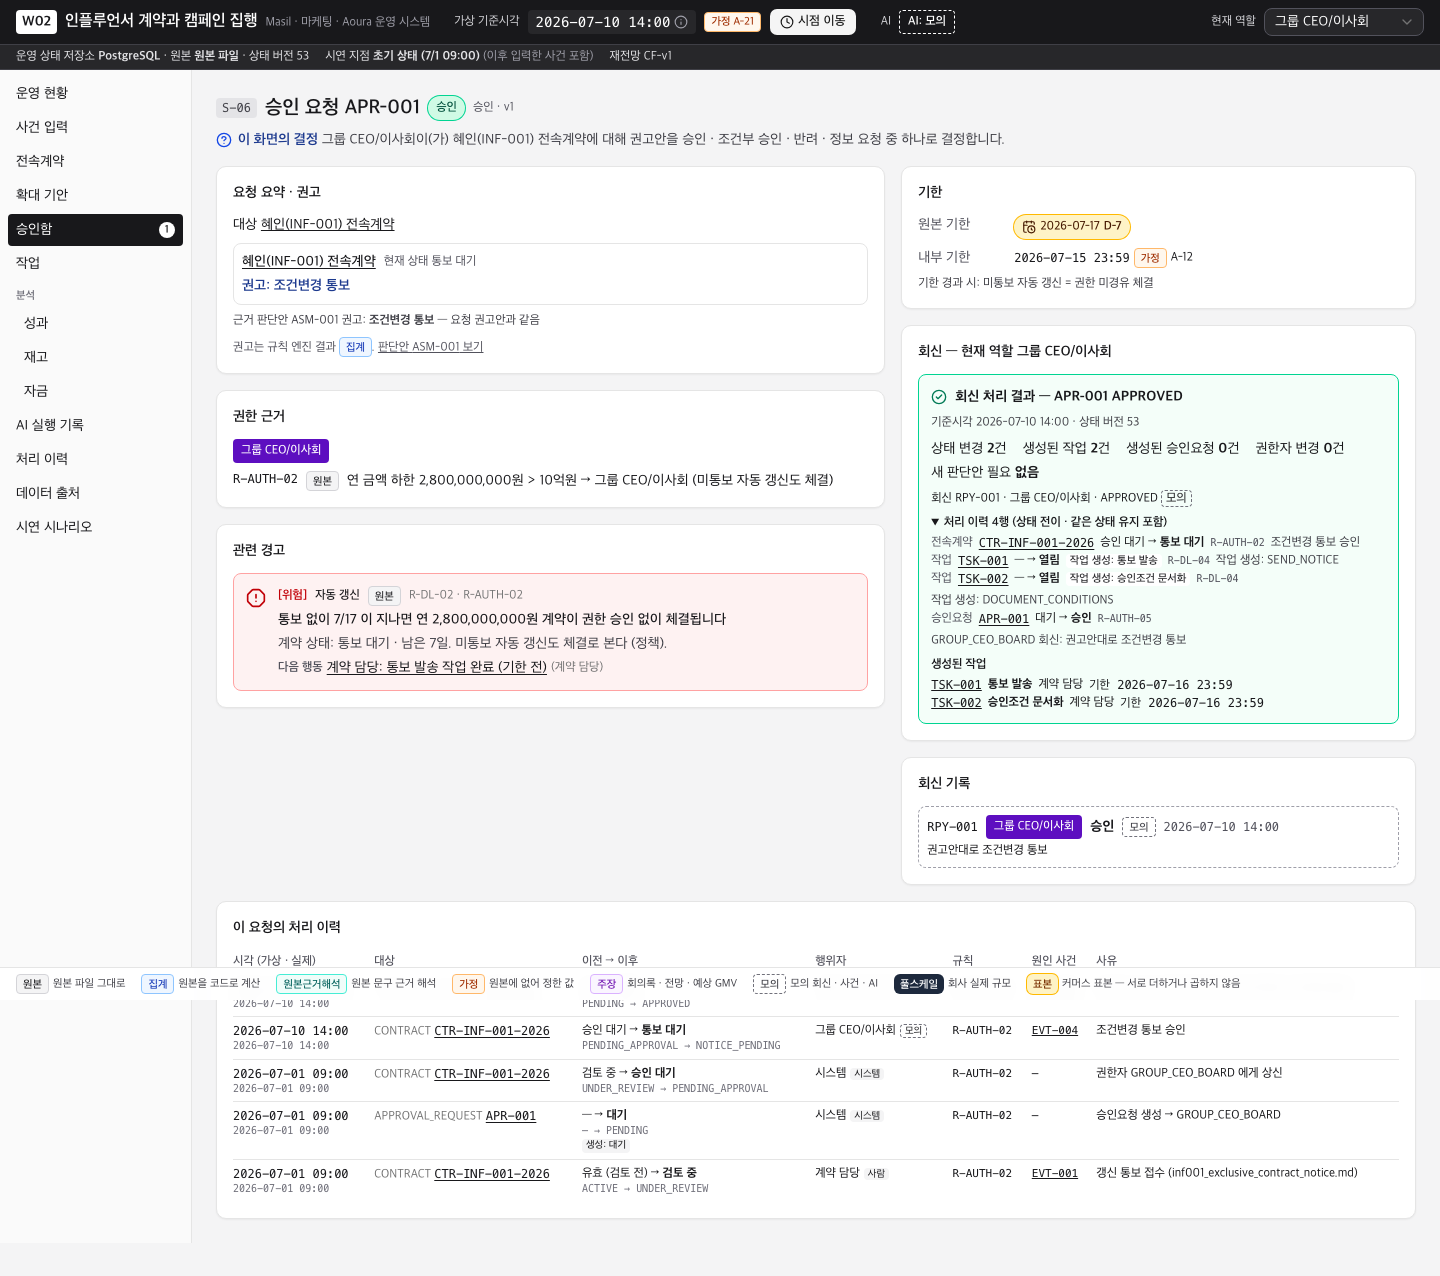 W02 인플루언서 계약과 캠페인 집행 Masil · 마케팅 · Aoura 운영 시스템 가상 기준시각 2026-07-10 14:00 가정 A-21 시점 이동 AI AI: 모의 현재 역할 그룹 CEO/이사회
운영 상태 저장소 PostgreSQL · 원본 원본 파일 · 상태 버전 53 시연 지점 초기 상태 (7/1 09:00) (이후 입력한 사건 포함) 재전망 CF-v1
운영 현황
사건 입력
전속계약
확대 기안
승인함 1
작업
분석
성과
재고
자금
AI 실행 기록
처리 이력
데이터 출처
시연 시나리오
S-06 승인 요청 APR-001 승인 승인 · v1
이 화면의 결정 그룹 CEO/이사회이(가) 혜인(INF-001) 전속계약에 대해 권고안을 승인 · 조건부 승인 · 반려 · 정보 요청 중 하나로 결정합니다.
요청 요약 · 권고
대상 혜인(INF-001) 전속계약
혜인(INF-001) 전속계약 현재 상태 통보 대기
권고: 조건변경 통보
근거 판단안 ASM-001 권고: 조건변경 통보 — 요청 권고안과 같음
권고는 규칙 엔진 결과 집계 . 판단안 ASM-001 보기
권한 근거
그룹 CEO/이사회
R-AUTH-02 원본 연 금액 하한 2,800,000,000원 > 10억원 → 그룹 CEO/이사회 (미통보 자동 갱신도 체결)
관련 경고
[위험] 자동 갱신 원본 R-DL-02 · R-AUTH-02
통보 없이 7/17 이 지나면 연 2,800,000,000원 계약이 권한 승인 없이 체결됩니다
계약 상태: 통보 대기 · 남은 7일. 미통보 자동 갱신도 체결로 본다 (정책).
다음 행동 계약 담당: 통보 발송 작업 완료 (기한 전) (계약 담당)
기한
원본 기한 2026-07-17 D-7
내부 기한 2026-07-15 23:59 가정 A-12
기한 경과 시: 미통보 자동 갱신 = 권한 미경유 체결
회신 — 현재 역할 그룹 CEO/이사회
회신 처리 결과 — APR-001 APPROVED
기준시각 2026-07-10 14:00 · 상태 버전 53
상태 변경 2건 생성된 작업 2건 생성된 승인요청 0건 권한자 변경 0건
새 판단안 필요 없음
회신 RPY-001 · 그룹 CEO/이사회 · APPROVED 모의
▼ 처리 이력 4행 (상태 전이 · 같은 상태 유지 포함)
전속계약 CTR-INF-001-2026 승인 대기 → 통보 대기 R-AUTH-02 조건변경 통보 승인
작업 TSK-001 — → 열림 작업 생성: 통보 발송 R-DL-04 작업 생성: SEND_NOTICE
작업 TSK-002 — → 열림 작업 생성: 승인조건 문서화 R-DL-04
작업 생성: DOCUMENT_CONDITIONS
승인요청 APR-001 대기 → 승인 R-AUTH-05
GROUP_CEO_BOARD 회신: 권고안대로 조건변경 통보
생성된 작업
TSK-001 통보 발송 계약 담당 기한 2026-07-16 23:59
TSK-002 승인조건 문서화 계약 담당 기한 2026-07-16 23:59
회신 기록
RPY-001 그룹 CEO/이사회 승인 모의 2026-07-10 14:00
권고안대로 조건변경 통보
이 요청의 처리 이력
시각 (가상 · 실제) 대상 이전 → 이후 행위자 규칙 원인 사건 사유
원본 원본 파일 그대로 집계 원본을 코드로 계산 원본근거해석 원본 문구 근거 해석 가정 원본에 없어 정한 값 주장 회의록 · 전망 · 예상 GMV 모의 모의 회신 · 사건 · AI 풀스케일 회사 실제 규모 표본 커머스 표본 — 서로 더하거나 곱하지 않음
2026-07-10 14:00 PENDING → APPROVED
2026-07-10 14:00 CONTRACT CTR-INF-001-2026 승인 대기 → 통보 대기 그룹 CEO/이사회 모의 R-AUTH-02 EVT-004 조건변경 통보 승인
2026-07-10 14:00 PENDING_APPROVAL → NOTICE_PENDING
2026-07-01 09:00 CONTRACT CTR-INF-001-2026 검토 중 → 승인 대기 시스템 시스템 R-AUTH-02 — 권한자 GROUP_CEO_BOARD 에게 상신
2026-07-01 09:00 UNDER_REVIEW → PENDING_APPROVAL
2026-07-01 09:00 APPROVAL_REQUEST APR-001 — → 대기 시스템 시스템 R-AUTH-02 — 승인요청 생성 → GROUP_CEO_BOARD
2026-07-01 09:00 — → PENDING
생성: 대기
2026-07-01 09:00 CONTRACT CTR-INF-001-2026 유효 (검토 전) → 검토 중 계약 담당 사람 R-AUTH-02 EVT-001 갱신 통보 접수 (inf001_exclusive_contract_notice.md)
2026-07-01 09:00 ACTIVE → UNDER_REVIEW